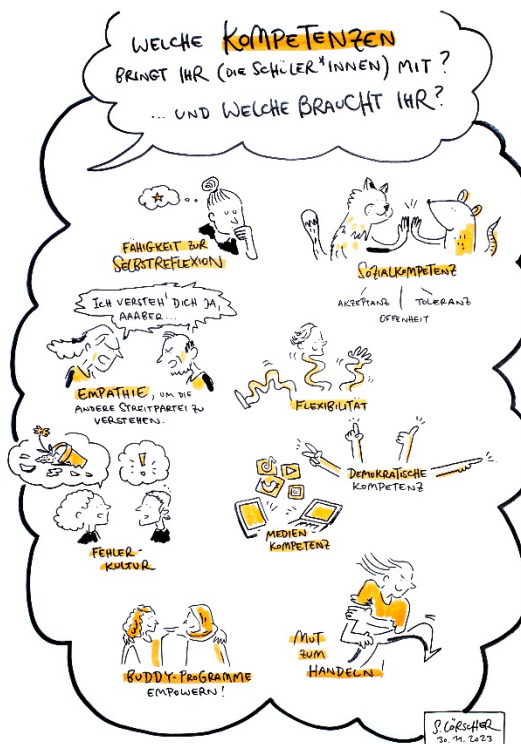 WELCHE KOMPETENZEN
BRINGT IHR (DIE SCHÜLER*INNEN) MIT?
... UND WELCHE BRAUCHT IHR?
FÄHIGKEIT ZUR
SELBSTREFLEXION
SOZIALKOMPETENZ
AKZEPTANZ
TOLERANZ
OFFENHEIT
ICH VERSTEH' DICH JA,
AAABER...
EMPATHIE, UM DIE
ANDERE STREITPARTEI ZU
VERSTEHEN.
FLEXIBILITÄT
!
FEHLER-
KULTUR
DEMOKRATISCHE
KOMPETENZ
MEDIEN
KOMPETENZ
BUDDY-PROGRAMME
EMPOWERN!
MUT
ZUM
HANDELN
S. LÖRSCHER
30.11.2023